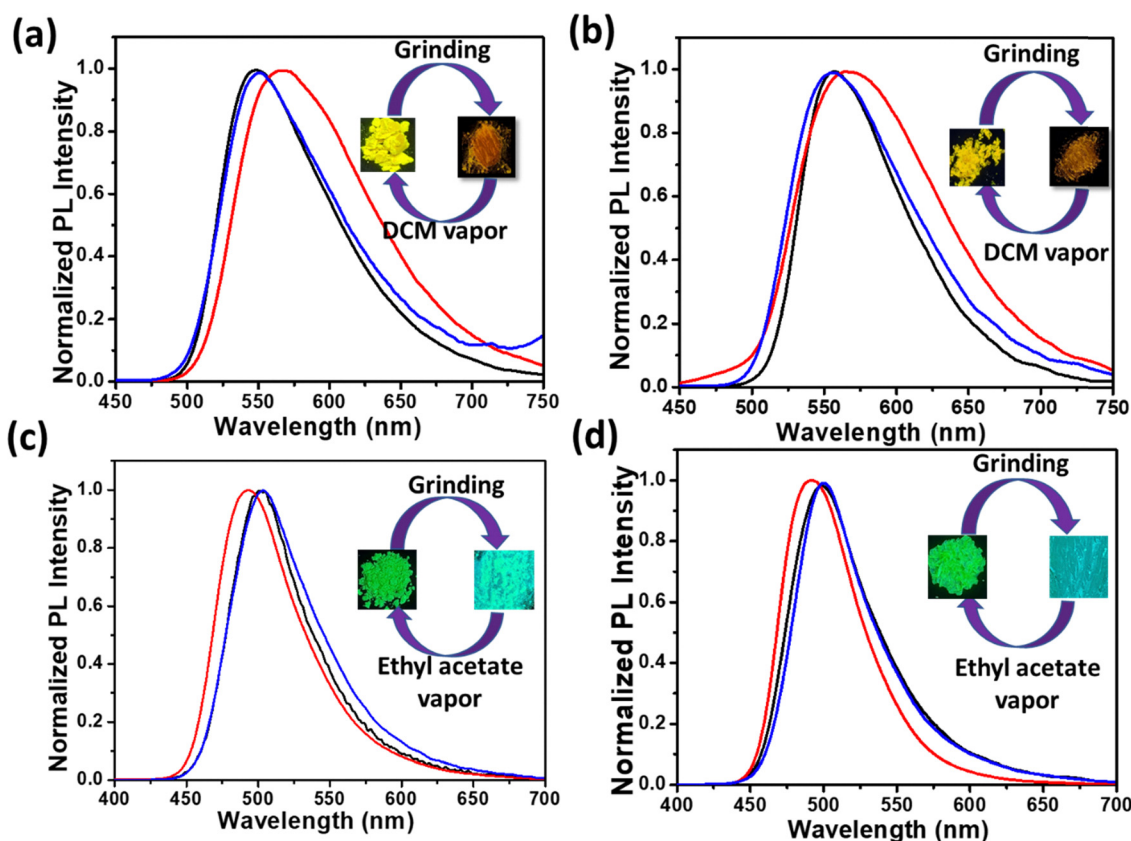 (a)
Normalized PL Intensity
1.0
0.8
0.6
0.4
0.2
0.0
Grinding
DCM vapor
450 500 550 600 650 700 750
Wavelength (nm)
(b)
Normalized PL Intensity
1.0
0.8
0.6
0.4
0.2
0.0
Grinding
DCM vapor
450 500 550 600 650 700 750
Wavelength (nm)
(c)
Normalized PL Intensity
1.0
0.8
0.6
0.4
0.2
0.0
Grinding
Ethyl acetate
vapor
400 450 500 550 600 650 700
Wavelength (nm)
(d)
Normalized PL Intensity
1.0
0.8
0.6
0.4
0.2
0.0
Grinding
Ethyl acetate
vapor
400 450 500 550 600 650 700
Wavelength (nm)